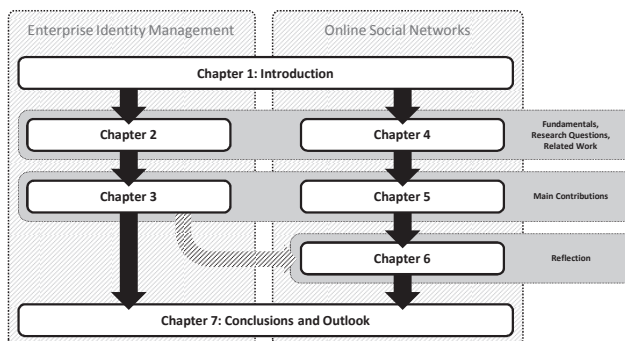 Enterprise Identity Management
Online Social Networks
Chapter 1: Introduction
Chapter 2
Chapter 4
Fundamentals,
Research Questions,
Related Work
Chapter 3
Chapter 5
Main Contributions
Chapter 6
Reflection
Chapter 7: Conclusions and Outlook